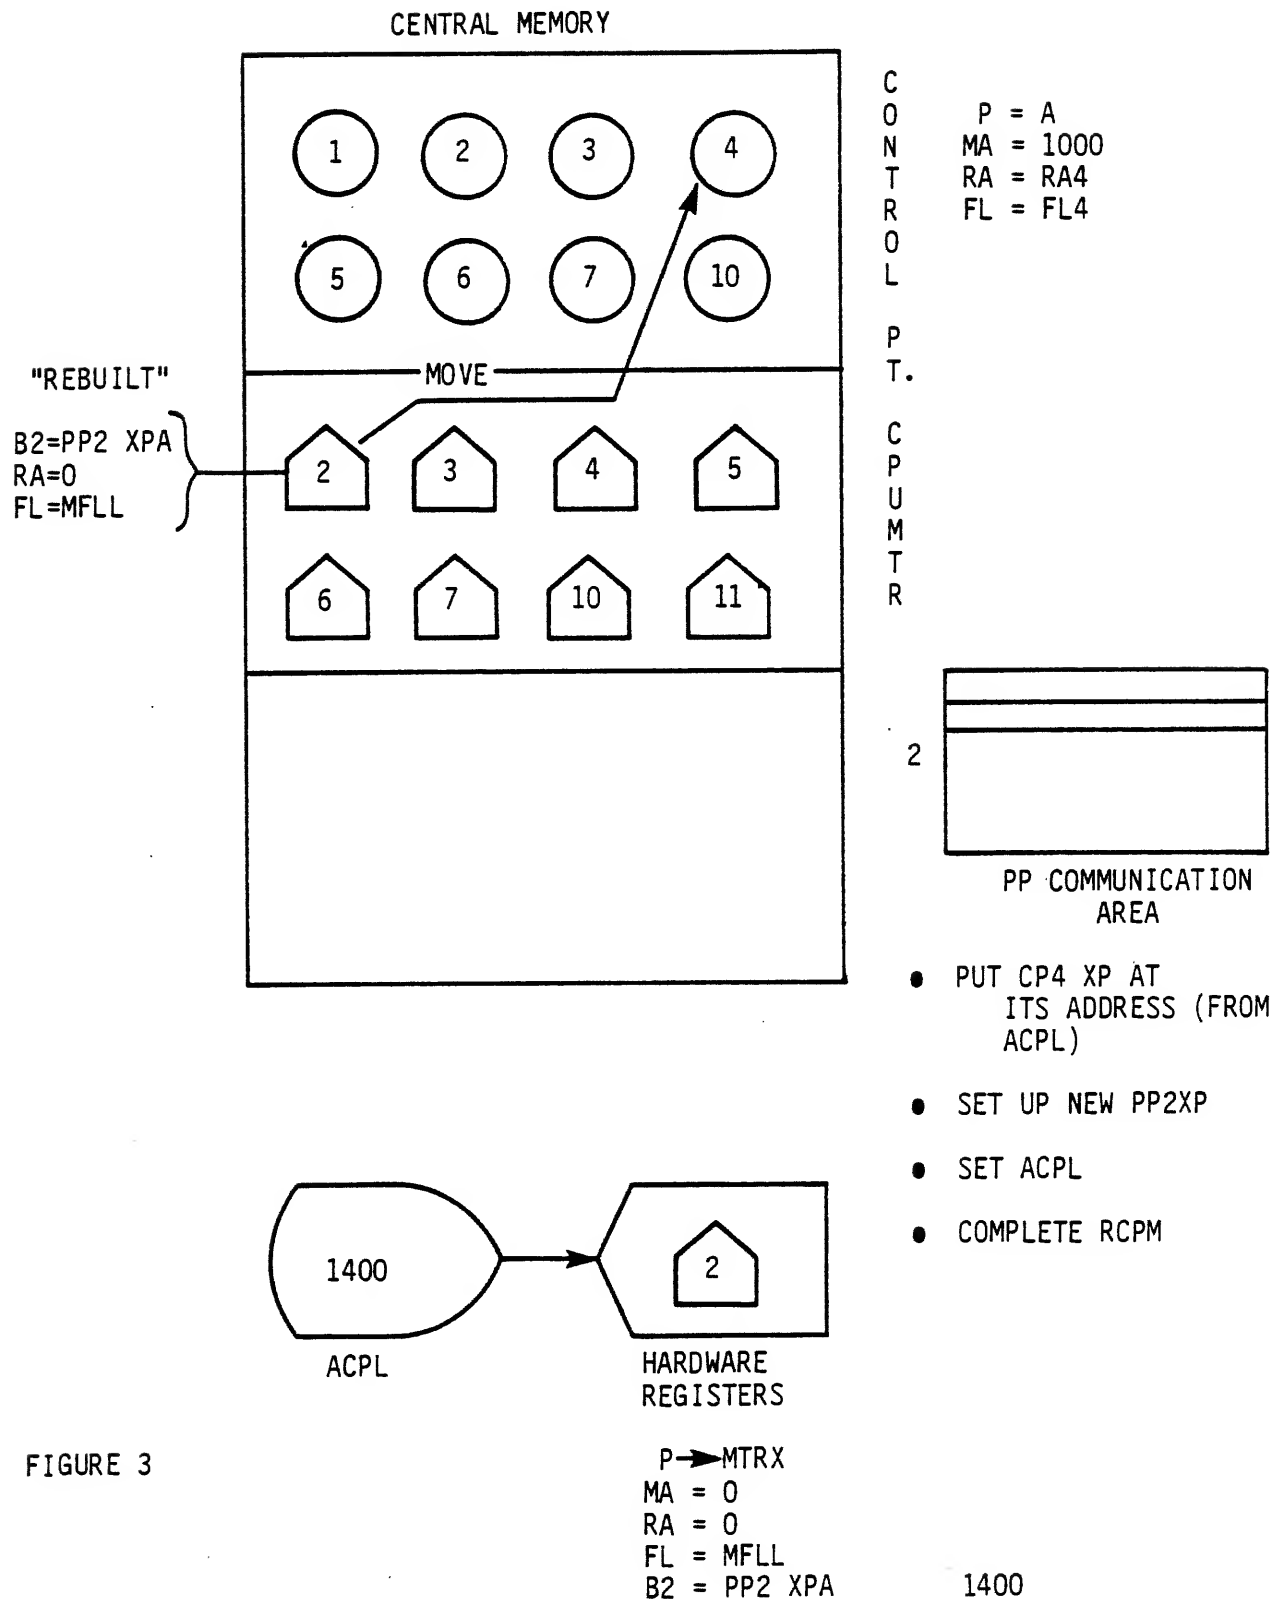 CENTRAL MEMORY
1 2 3 4
5 6 7 10
CONTROL PT. CPUMTR
P = A
MA = 1000
RA = RA4
FL = FL4
MOVE
"REBUILT"
B2=PP2 XPA
RA=0
FL=MFLL
2 3 4 5
6 7 10 11
2
PP COMMUNICATION
AREA
• PUT CP4 XP AT
ITS ADDRESS (FROM
ACPL)
• SET UP NEW PP2XP
• SET ACPL
• COMPLETE RCPM
1400
ACPL
2
HARDWARE
REGISTERS
P→MTRX
MA = 0
RA = 0
FL = MFLL
B2 = PP2 XPA 1400
FIGURE 3